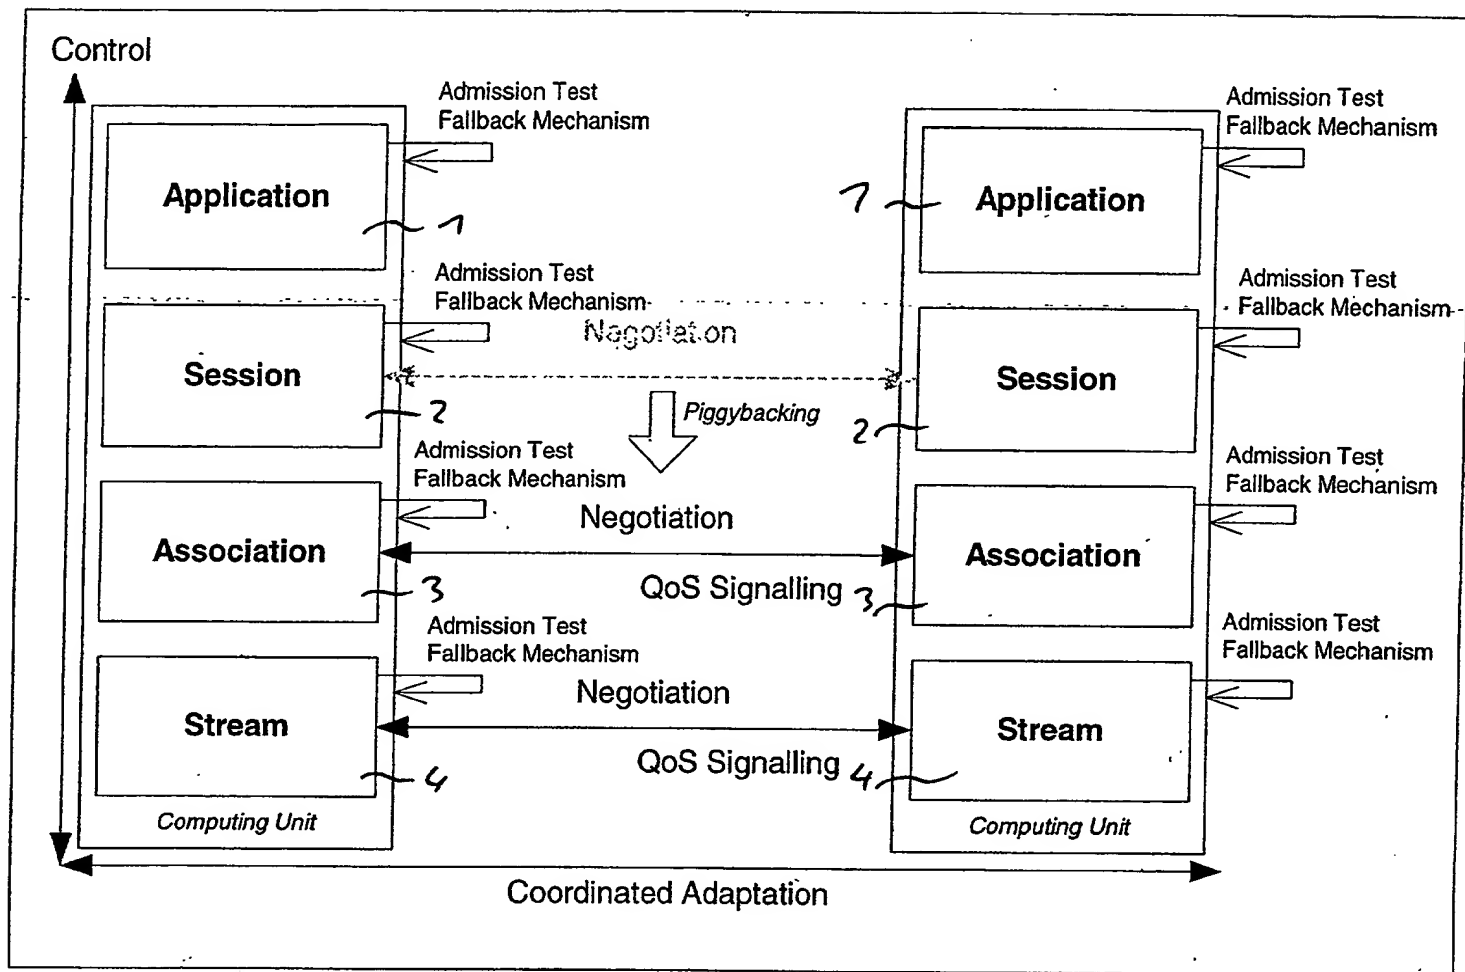 Control
Admission Test
Fallback Mechanism
Admission Test
Fallback Mechanism
Application
1
1
Application
Admission Test
Fallback Mechanism
Admission Test
Fallback Mechanism
Negotiation
Session
Session
2
Piggybacking
2
Admission Test
Fallback Mechanism
Admission Test
Fallback Mechanism
Negotiation
Association
Association
3
QoS Signalling
3
Admission Test
Fallback Mechanism
Admission Test
Fallback Mechanism
Negotiation
Stream
Stream
4
QoS Signalling
4
Computing Unit
Computing Unit
Coordinated Adaptation